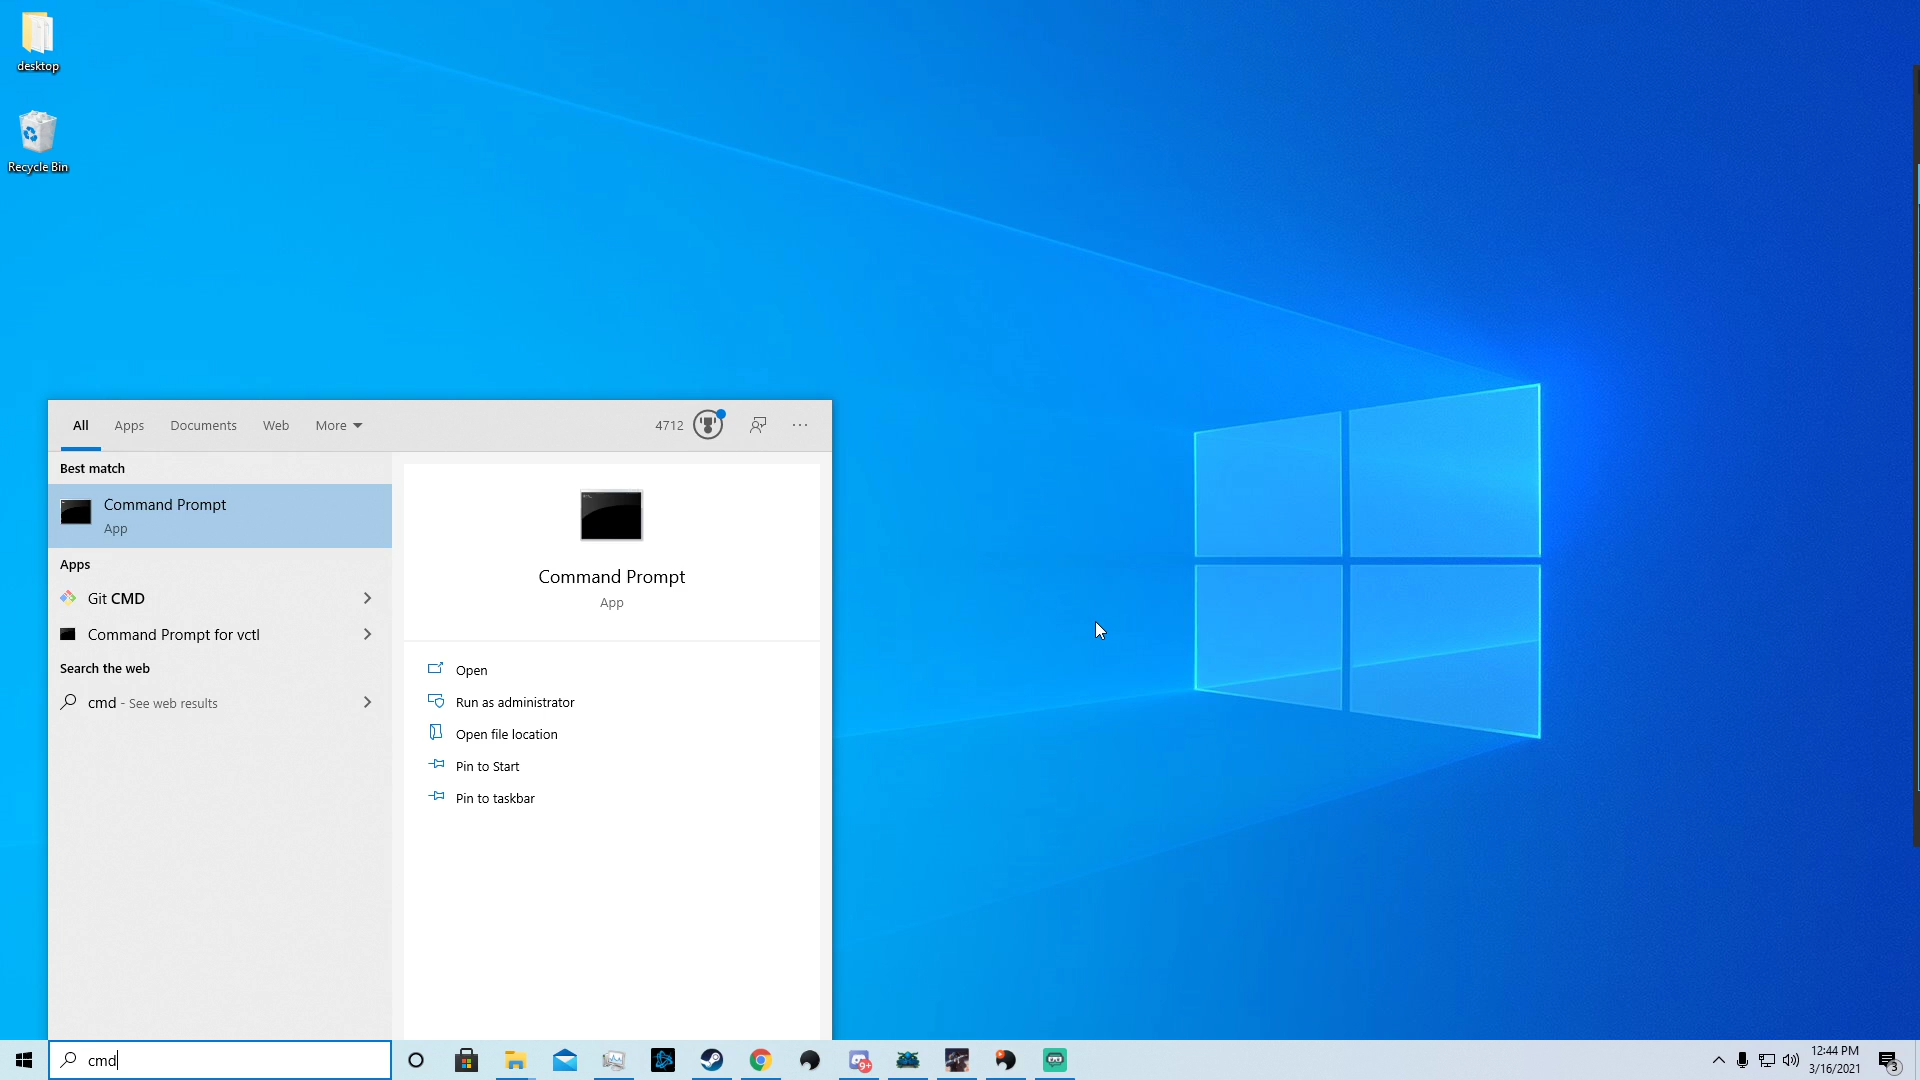 desktop
Recycle Bin
All Apps Documents Web More 4712
Best match
Command Prompt
App
Apps
Git CMD
Command Prompt for vctl
Search the web
cmd - See web results
Command Prompt
App
Open
Run as administrator
Open file location
Pin to Start
Pin to taskbar
cmd
9+
12:44 PM
3/16/2021
3